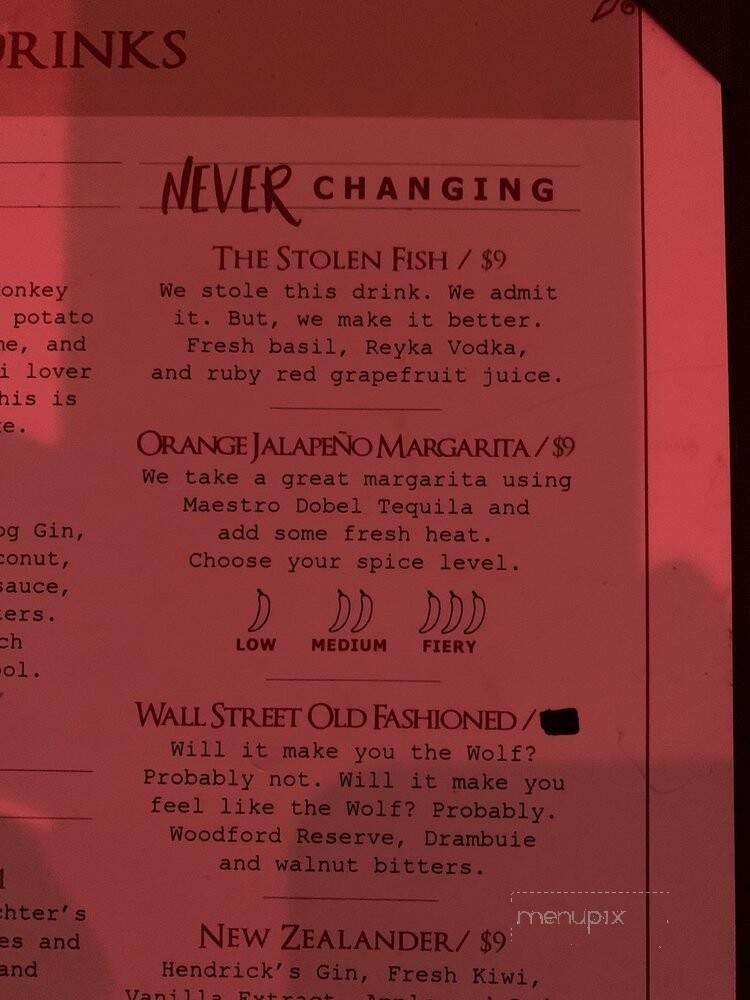 DRINKS
NEVER CHANGING
THE STOLEN FISH / $9
We stole this drink. We admit
it. But, we make it better.
Fresh basil, Reyka Vodka,
and ruby red grapefruit juice.
ORANGE JALAPEÑO MARGARITA / $9
We take a great margarita using
Maestro Dobel Tequila and
add some fresh heat.
Choose your spice level.
LOW MEDIUM FIERY
WALL STREET OLD FASHIONED /
Will it make you the Wolf?
Probably not. Will it make you
feel like the Wolf? Probably.
Woodford Reserve, Drambuie
and walnut bitters.
NEW ZEALANDER / $9
Hendrick's Gin, Fresh Kiwi,
Vanilla Extract,
onkey
potato
me, and
i lover
his is
te.
og Gin,
conut,
sauce,
ters.
ch
ol.
chter's
es and
and
menupix